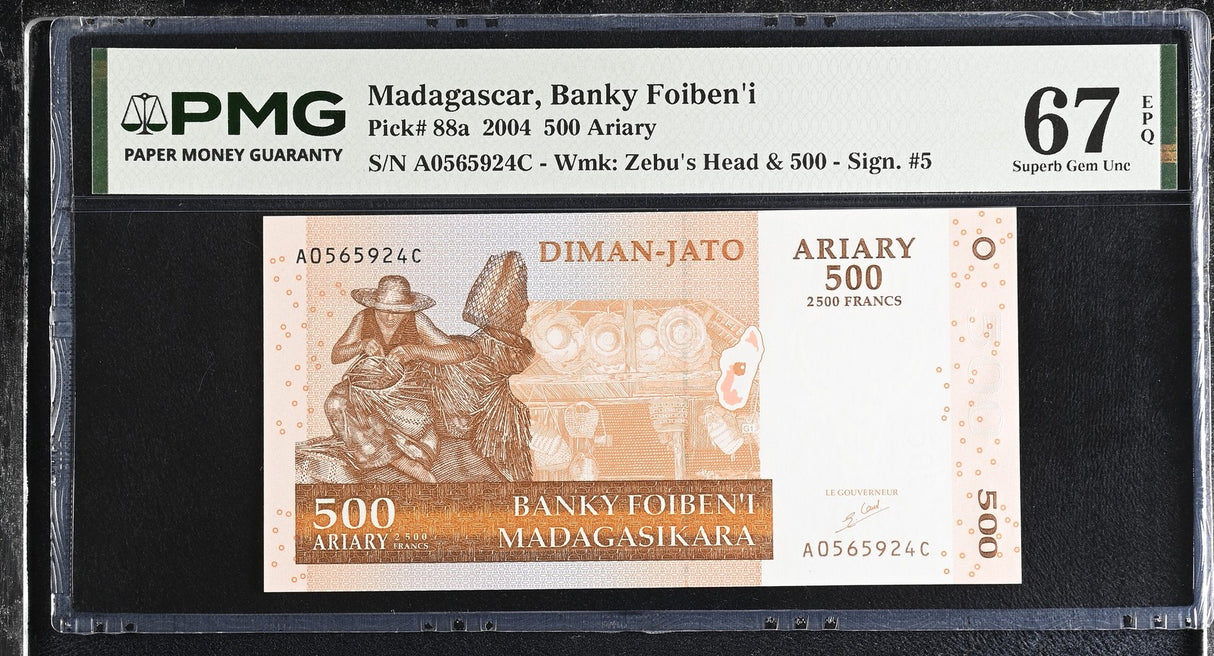 PMG
PAPER MONEY GUARANTY
Madagascar, Banky Foiben'i
Pick# 88a 2004 500 Ariary
S/N A0565924C - Wmk: Zebu's Head & 500 - Sign. #5
67
EPQ
Superb Gem Unc
A0565924C
DIMAN-JATO
ARIARY
500
2500 FRANCS
500
ARIARY 2500 FRANCS
BANKY FOIBEN'I
MADAGASIKARA
LE GOUVERNEUR
A0565924C
500